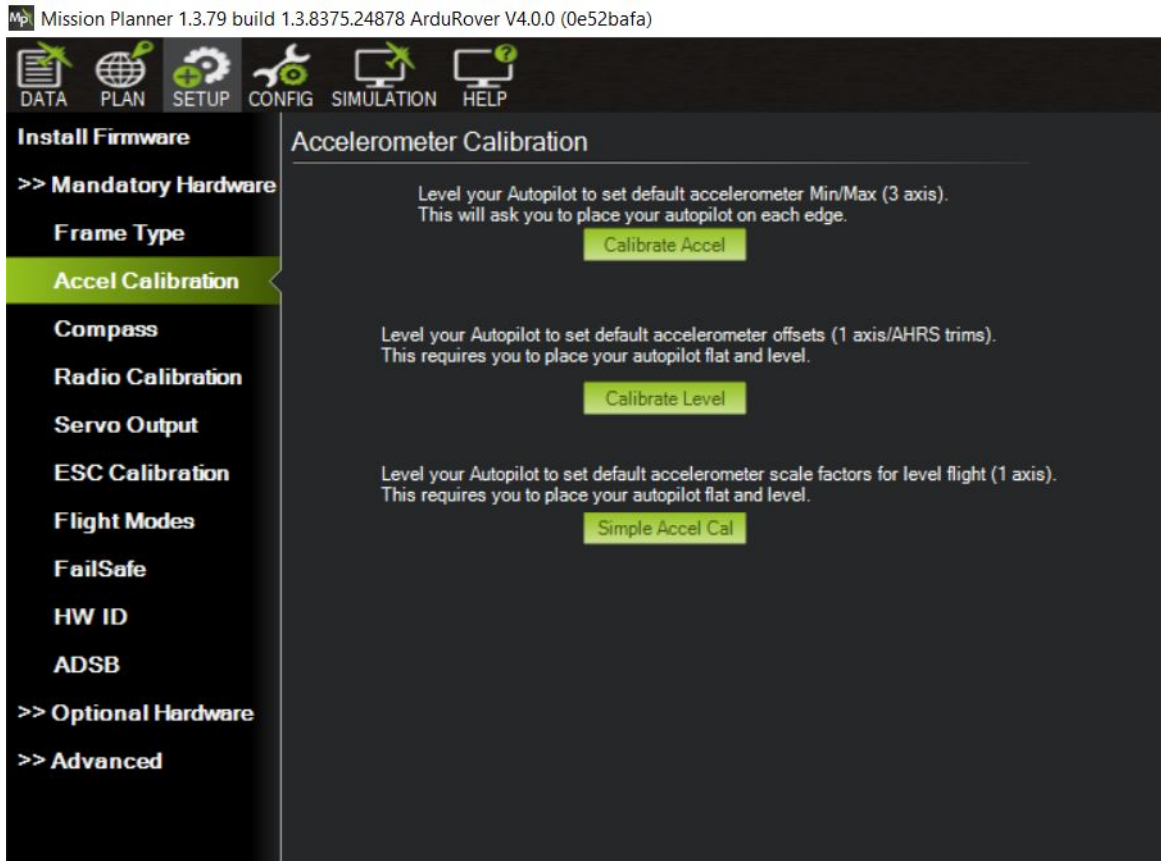 Mission Planner 1.3.79 build 1.3.8375.24878 ArduRover V4.0.0 (0e52bafa)
DATA PLAN SETUP CONFIG SIMULATION HELP
Install Firmware
>> Mandatory Hardware
Frame Type
Accel Calibration
Compass
Radio Calibration
Servo Output
ESC Calibration
Flight Modes
FailSafe
HW ID
ADSB
>> Optional Hardware
>> Advanced
Accelerometer Calibration
Level your Autopilot to set default accelerometer Min/Max (3 axis).
This will ask you to place your autopilot on each edge.
Calibrate Accel
Level your Autopilot to set default accelerometer offsets (1 axis/AHRS trims).
This requires you to place your autopilot flat and level.
Calibrate Level
Level your Autopilot to set default accelerometer scale factors for level flight (1 axis).
This requires you to place your autopilot flat and level.
Simple Accel Cal